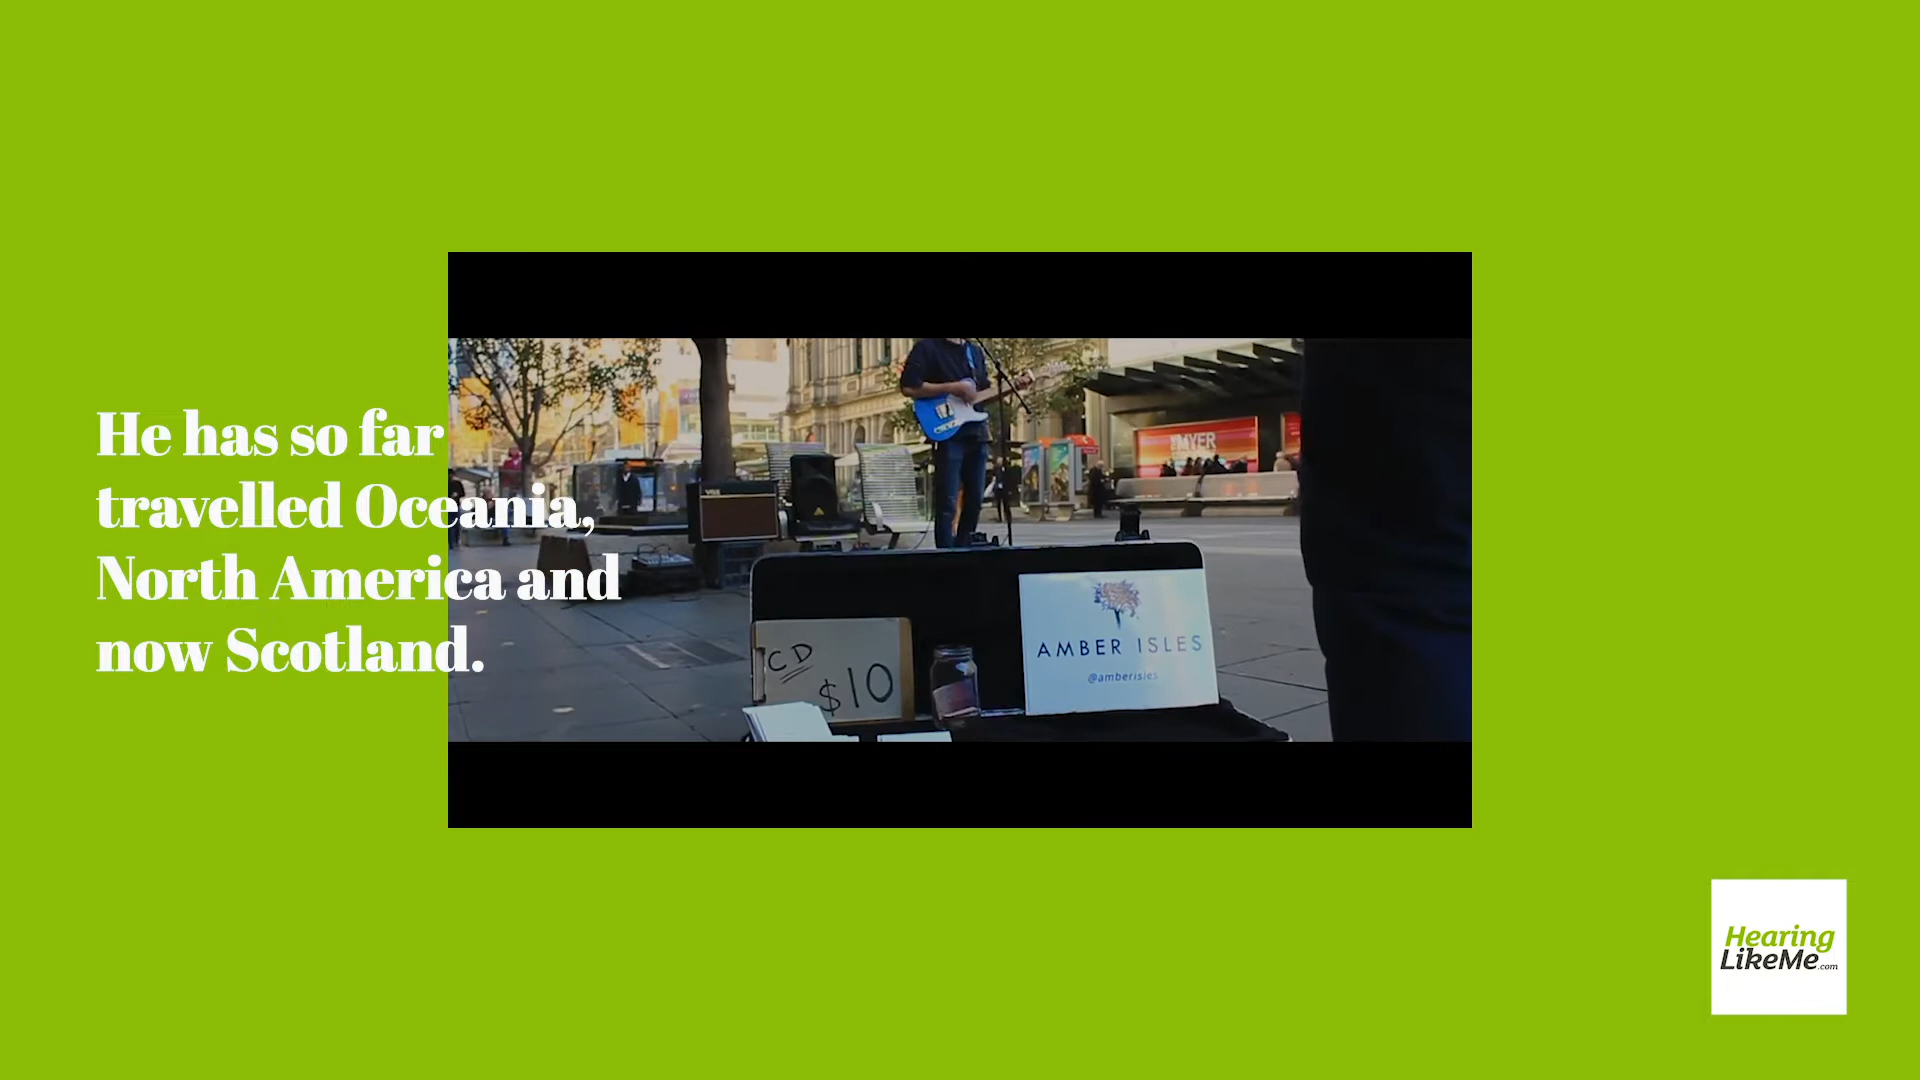 He has so far
travelled Oceania,
North America and
now Scotland.
MYER
VOX
CD
$10
AMBER ISLES
@amberisles
Hearing
LikeMe.com